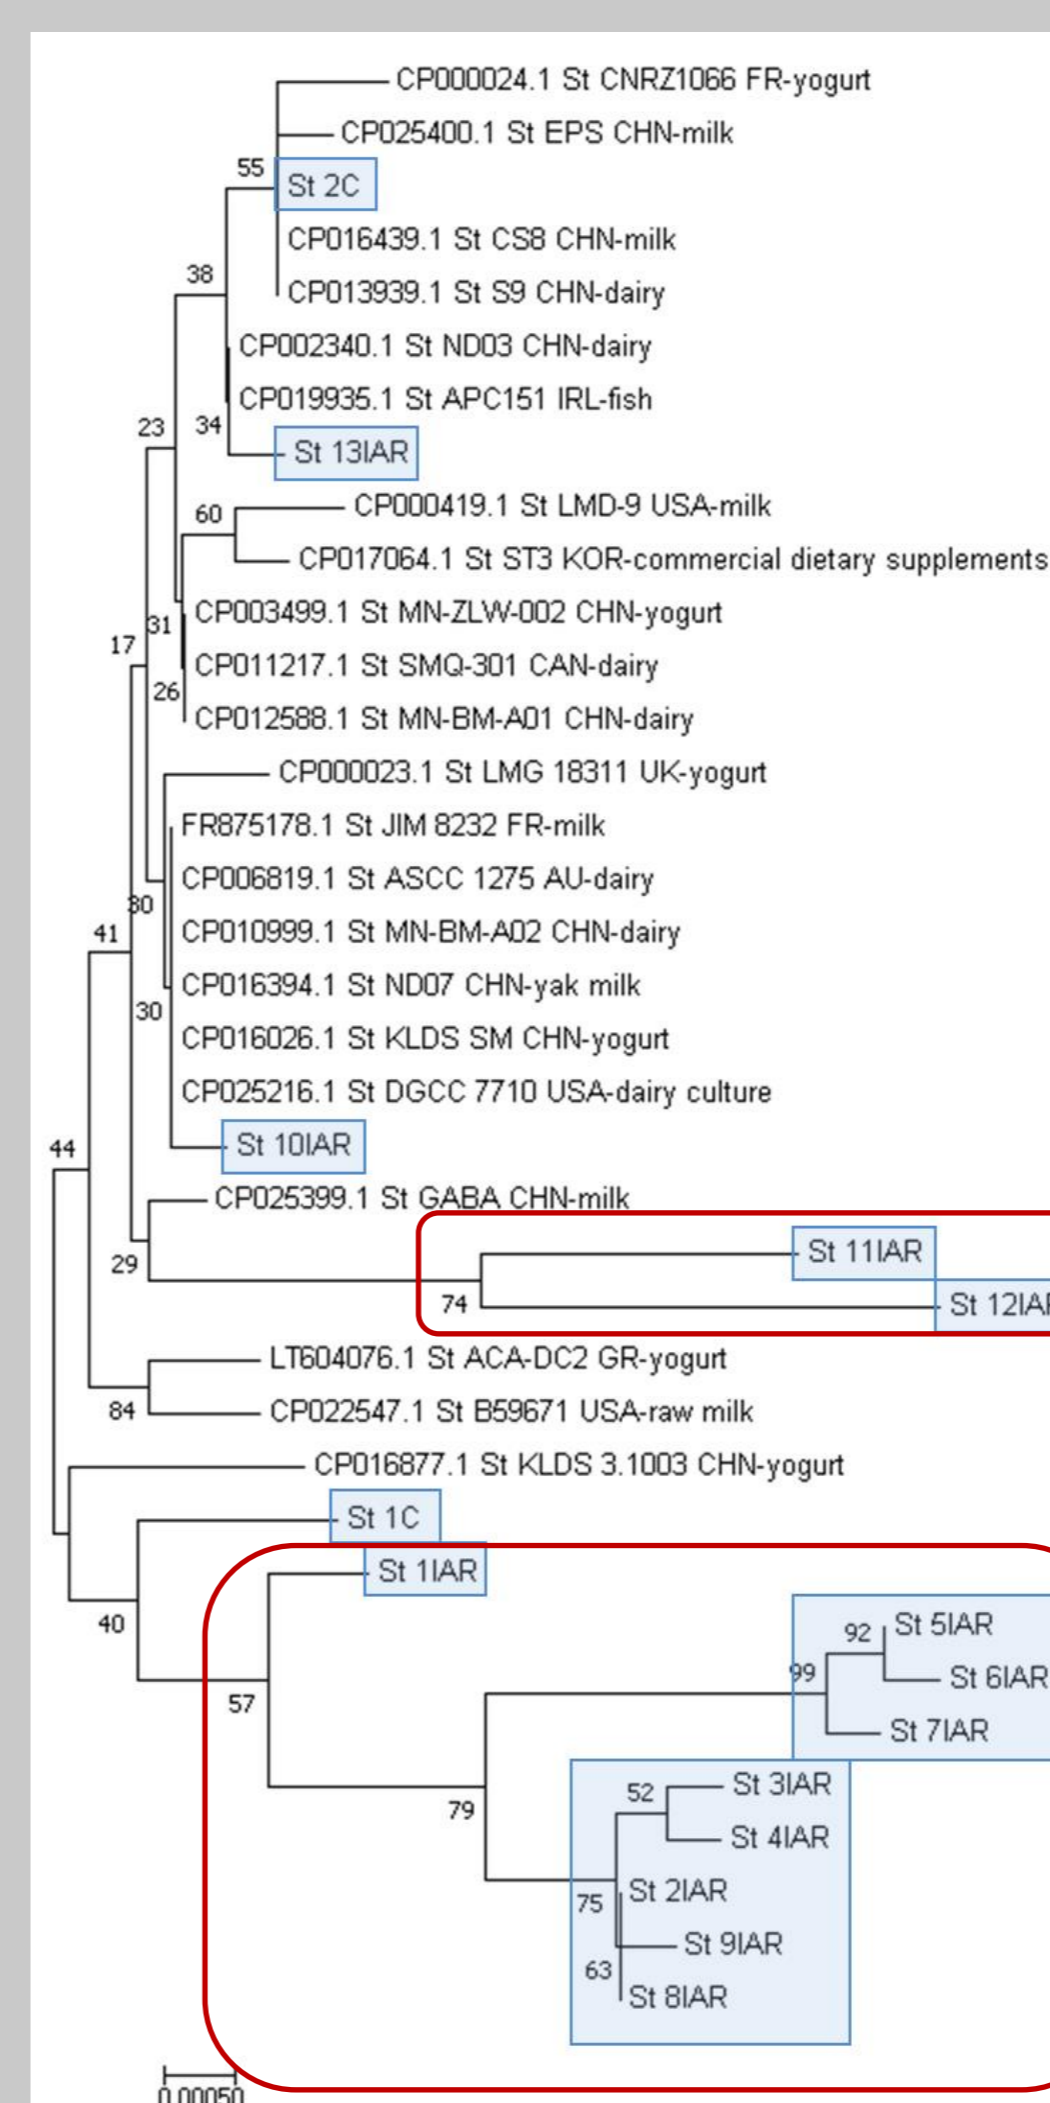 CP000024.1 St CNRZ1066 FR-yogurt
CP025400.1 St EPS CHN-milk
55
St 2C
CP016439.1 St CS8 CHN-milk
38
CP013939.1 St S9 CHN-dairy
CP002340.1 St ND03 CHN-dairy
CP019935.1 St APC151 IRL-fish
23
34
St 13IAR
CP000419.1 St LMD-9 USA-milk
60
CP017064.1 St ST3 KOR-commercial dietary supplements
CP003499.1 St MN-ZLW-002 CHN-yogurt
31
17
CP011217.1 St SMQ-301 CAN-dairy
26
CP012588.1 St MN-BM-A01 CHN-dairy
CP000023.1 St LMG 18311 UK-yogurt
FR875178.1 St JIM 8232 FR-milk
CP006819.1 St ASCC 1275 AU-dairy
30
41
CP010999.1 St MN-BM-A02 CHN-dairy
CP016394.1 St ND07 CHN-yak milk
30
CP016026.1 St KLDS SM CHN-yogurt
CP025216.1 St DGCC 7710 USA-dairy culture
44
St 10IAR
CP025399.1 St GABA CHN-milk
St 11IAR
29
74
St 12IAR
LT604076.1 St ACA-DC2 GR-yogurt
84
CP022547.1 St B59671 USA-raw milk
CP016877.1 St KLDS 3.1003 CHN-yogurt
St 1C
St 1IAR
40
92
St 5IAR
99
St 6IAR
57
St 7IAR
52
St 3IAR
79
St 4IAR
St 2IAR
75
St 9IAR
63
St 8IAR
0.00050